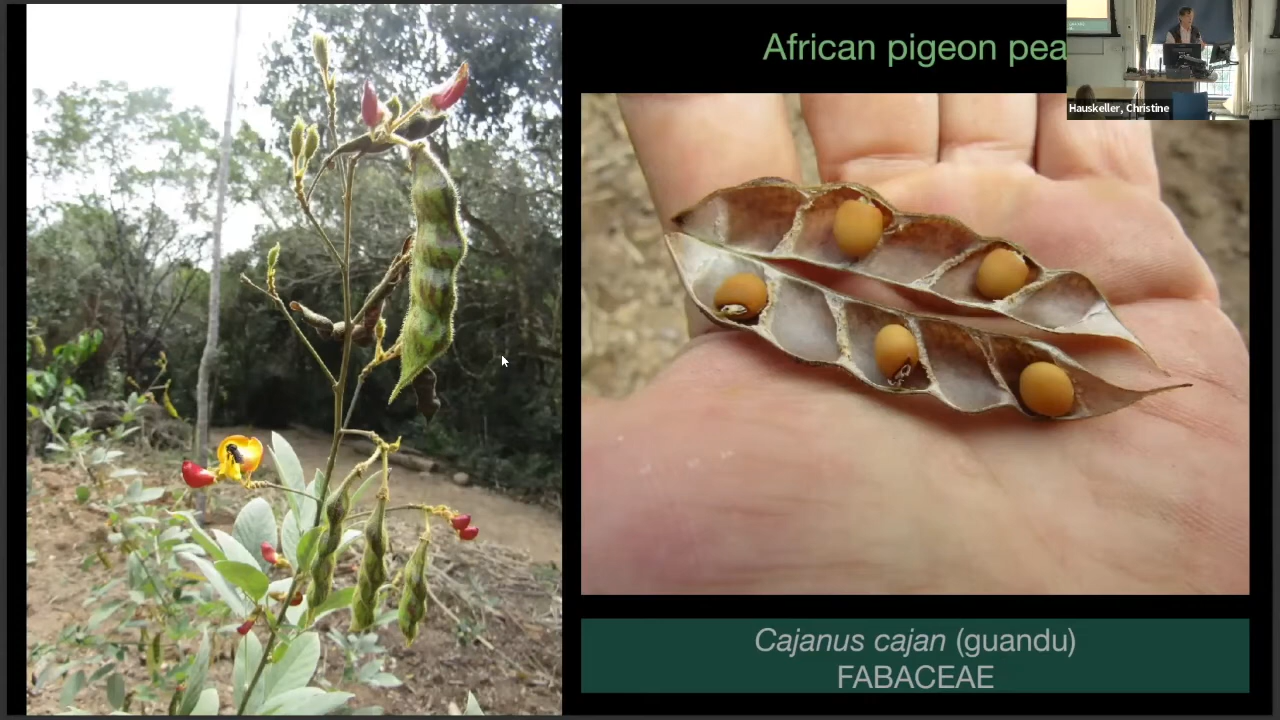 African pigeon pea
Hauskeller, Christine
Cajanus cajan (guandu)
FABACEAE